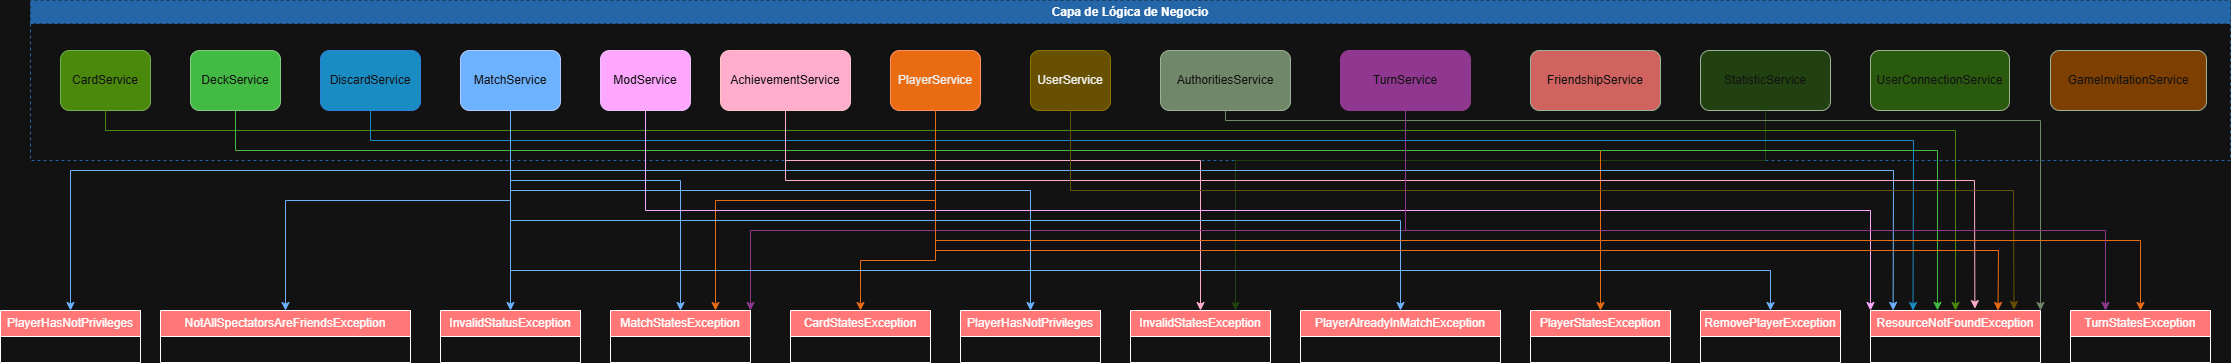 Capa de Lógica de Negocio
CardService
DeckService
DiscardService
MatchService
ModService
AchievementService
PlayerService
UserService
AuthoritiesService
TurnService
FriendshipService
StatisticService
UserConnectionService
GameInvitationService
PlayerHasNotPrivileges
NotAllSpectatorsAreFriendsException
InvalidStatusException
MatchStatesException
CardStatesException
PlayerHasNotPrivileges
InvalidStatesException
PlayerAlreadyInMatchException
PlayerStatesException
RemovePlayerException
ResourceNotFoundException
TurnStatesException